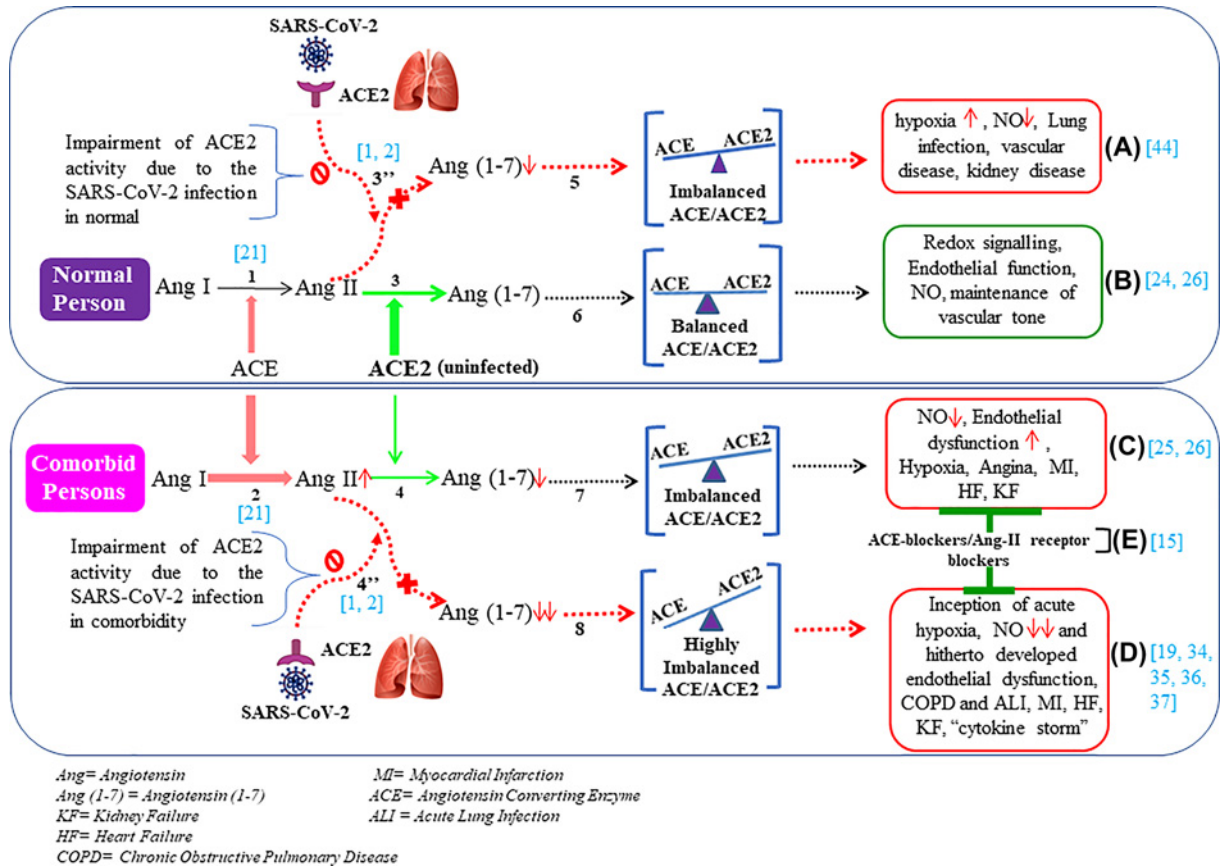 SARS-CoV-2
ACE2
Impairment of ACE2
activity due to the
SARS-CoV-2 infection
in normal
[1, 2]
3”
Ang (1-7)↓
5
ACE ACE2
Imbalanced
ACE/ACE2
hypoxia ↑, NO↓, Lung
infection, vascular
disease, kidney disease
(A) [44]
Normal
Person
[21]
Ang I
1
Ang II
3
Ang (1-7)
6
ACE ACE2
Balanced
ACE/ACE2
Redox signalling,
Endothelial function,
NO, maintenance of
vascular tone
(B) [24, 26]
ACE
ACE2 (uninfected)
Comorbid
Persons
Ang I
2
[21]
Ang II↑
4
Ang (1-7)↓
7
ACE ACE2
Imbalanced
ACE/ACE2
NO↓, Endothelial
dysfunction ↑ ,
Hypoxia, Angina, MI,
HF, KF
(C) [25, 26]
ACE-blockers/Ang-II receptor
blockers
(E) [15]
Impairment of ACE2
activity due to the
SARS-CoV-2 infection
in comorbidity
4”
[1, 2]
ACE2
SARS-CoV-2
Ang (1-7)↓↓
8
ACE ACE2
Highly
Imbalanced
ACE/ACE2
Inception of acute
hypoxia, NO ↓↓ and
hitherto developed
endothelial dysfunction,
COPD and ALI, MI, HF,
KF, “cytokine storm”
(D) [19, 34,
35, 36,
37]
Ang= Angiotensin
Ang (1-7) = Angiotensin (1-7)
KF= Kidney Failure
HF= Heart Failure
COPD= Chronic Obstructive Pulmonary Disease
MI= Myocardial Infarction
ACE= Angiotensin Converting Enzyme
ALI= Acute Lung Infection